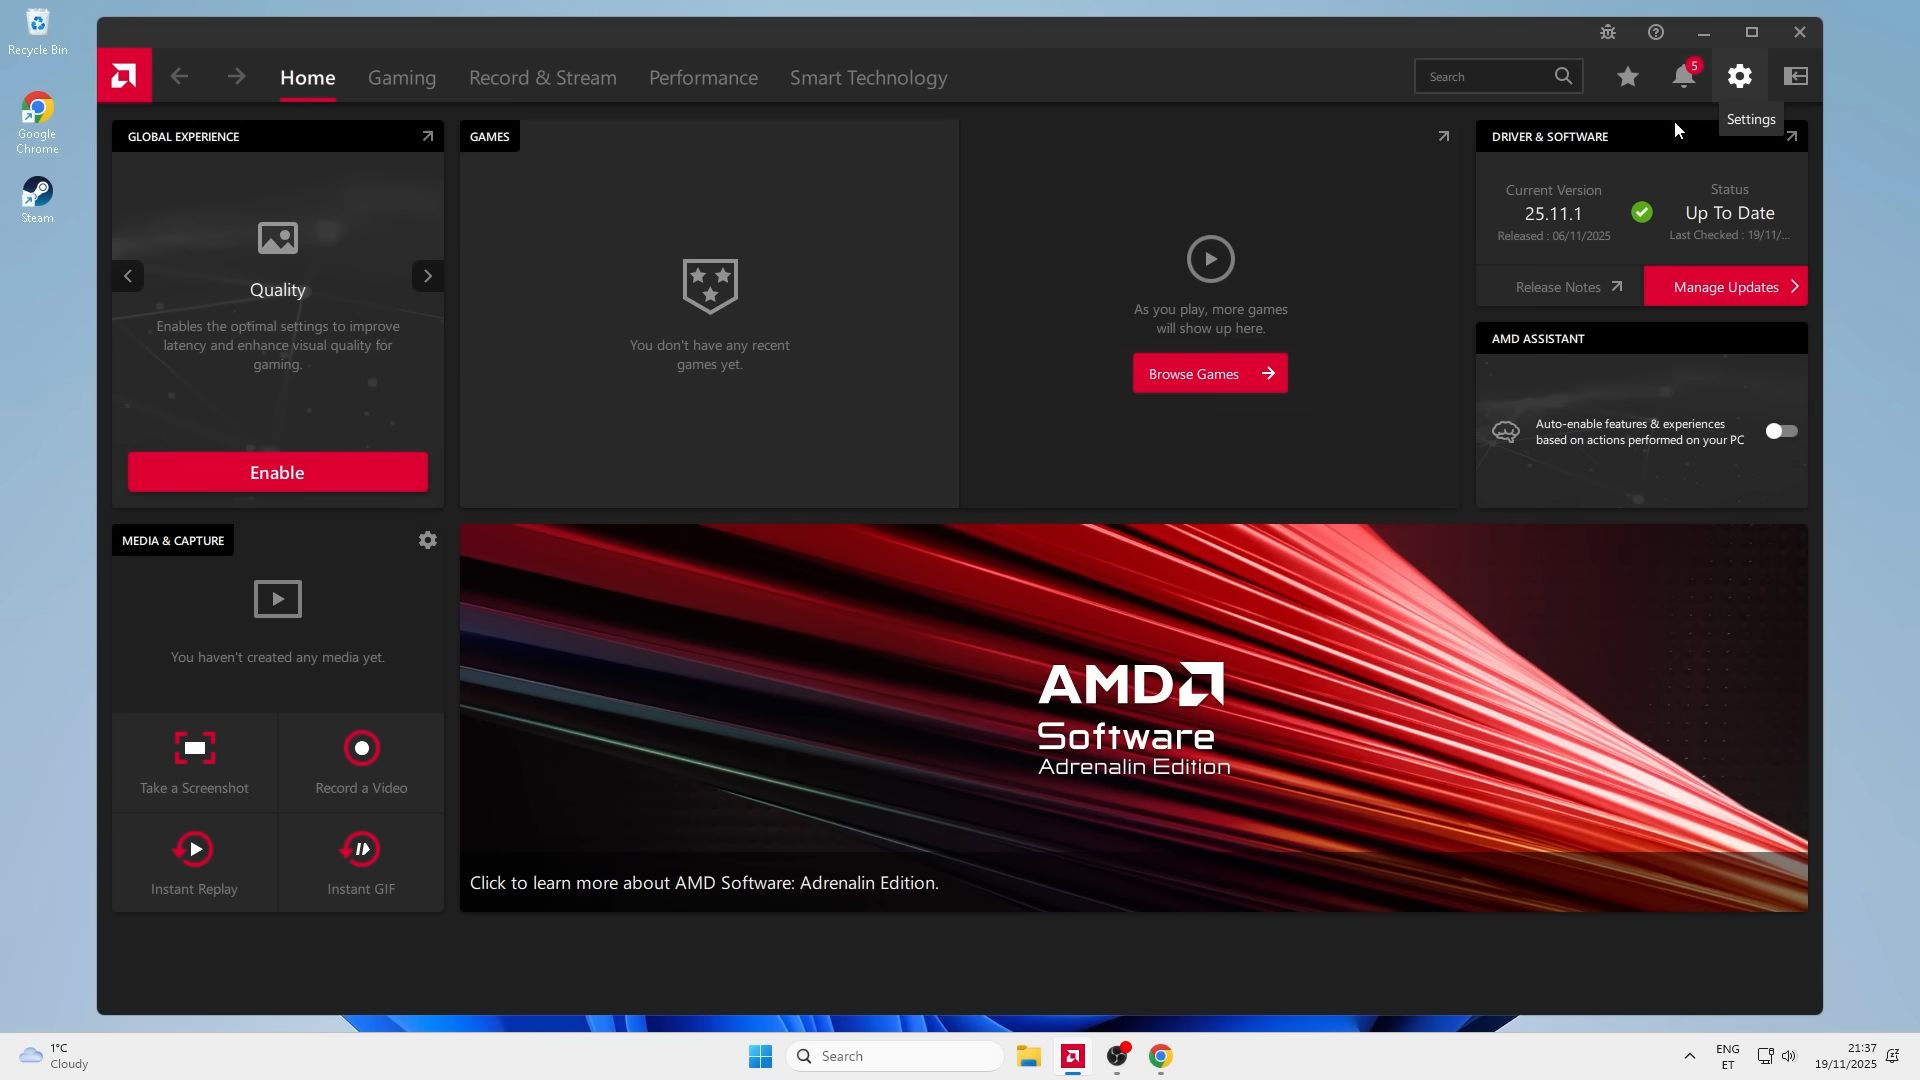 Recycle Bin
Google
Chrome
Steam
Home
Gaming
Record & Stream
Performance
Smart Technology
Search
5
Settings
GLOBAL EXPERIENCE
Quality
Enables the optimal settings to improve
latency and enhance visual quality for
gaming.
Enable
GAMES
You don't have any recent
games yet.
As you play, more games
will show up here.
Browse Games
DRIVER & SOFTWARE
Current Version
25.11.1
Released : 06/11/2025
Status
Up To Date
Last Checked : 19/11/...
Release Notes
Manage Updates
AMD ASSISTANT
Auto-enable features & experiences
based on actions performed on your PC
MEDIA & CAPTURE
You haven't created any media yet.
Take a Screenshot
Record a Video
Instant Replay
Instant GIF
AMD
Software
Adrenalin Edition
Click to learn more about AMD Software: Adrenalin Edition.
1°C
Cloudy
Search
ENG
ET
21:37
19/11/2025